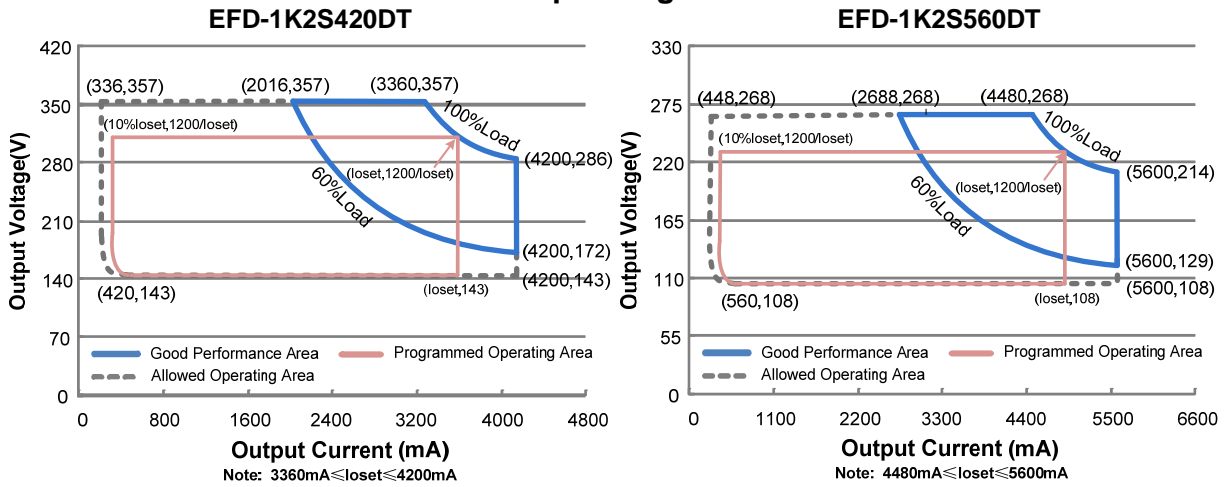 EFD-1K2S420DT
Output Voltage(V)
420
350
280
210
140
70
0
(336,357)
(2016,357)
(3360,357)
(10%Ioset,1200/Ioset)
100%Load
(4200,286)
(Ioset,1200/Ioset)
60%Load
(4200,172)
(4200,143)
(420,143)
(Ioset,143)
Good Performance Area
Programmed Operating Area
Allowed Operating Area
0 800 1600 2400 3200 4000 4800
Output Current (mA)
Note: 3360mA≤Ioset≤4200mA
EFD-1K2S560DT
Output Voltage(V)
330
275
220
165
110
55
0
(448,268)
(2688,268)
(4480,268)
(10%Ioset,1200/Ioset)
100%Load
(5600,214)
(Ioset,1200/Ioset)
60%Load
(5600,129)
(5600,108)
(560,108)
(Ioset,108)
Good Performance Area
Programmed Operating Area
Allowed Operating Area
0 1100 2200 3300 4400 5500 6600
Output Current (mA)
Note: 4480mA≤Ioset≤5600mA